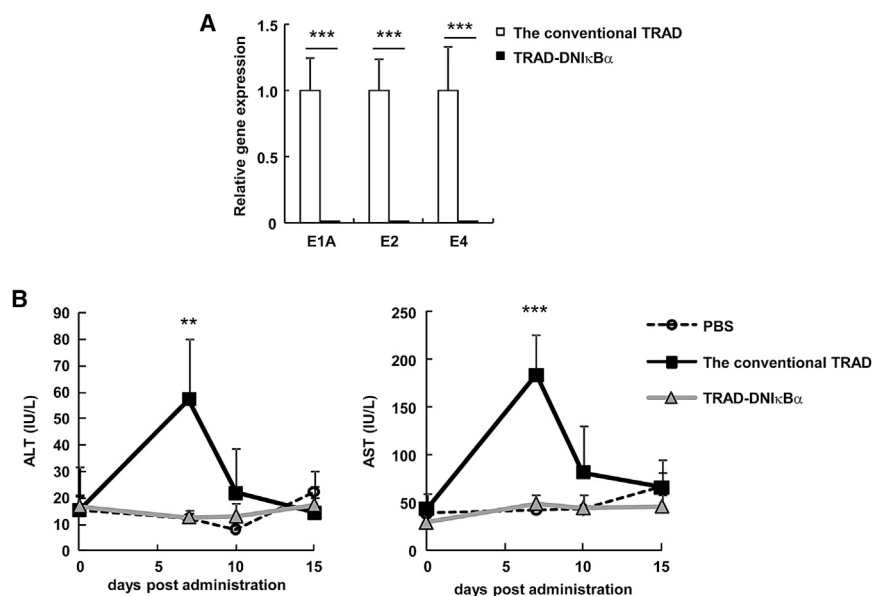 A
*** *** ***
The conventional TRAD
TRAD-DNIκBα
Relative gene expression
1.5
1.0
0.5
0
E1A E2 E4
B
ALT (IU/L)
90
80
70
60
50
40
30
20
10
0
**
0 5 10 15
days post administration
AST (IU/L)
250
200
150
100
50
0
***
0 5 10 15
days post administration
PBS
The conventional TRAD
TRAD-DNIκBα